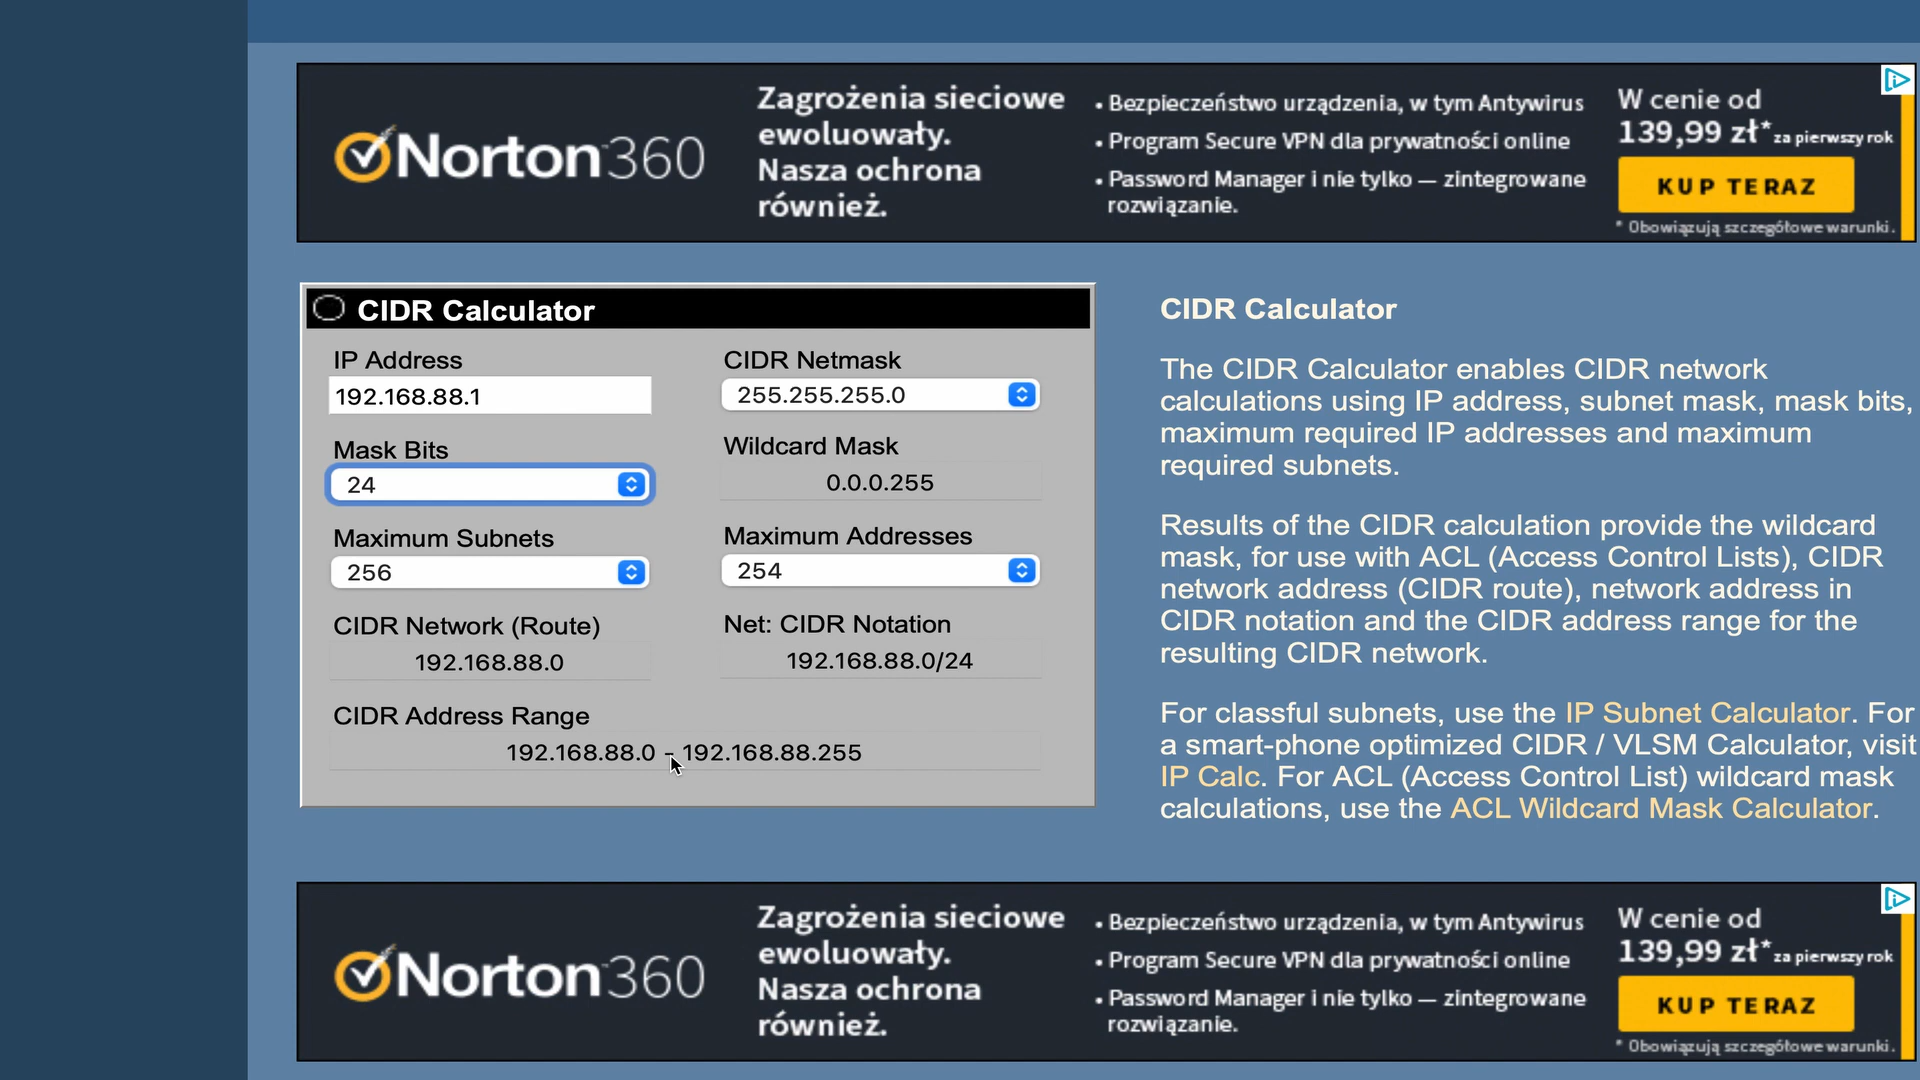 Norton 360
Zagrożenia sieciowe
ewoluowały.
Nasza ochrona
również.
• Bezpieczeństwo urządzenia, w tym Antywirus
• Program Secure VPN dla prywatności online
• Password Manager i nie tylko — zintegrowane
rozwiązanie.
W cenie od
139,99 zł* za pierwszy rok
KUP TERAZ
* Obowiązują szczegółowe warunki.
CIDR Calculator
IP Address
192.168.88.1
CIDR Netmask
255.255.255.0
Mask Bits
24
Wildcard Mask
0.0.0.255
Maximum Subnets
256
Maximum Addresses
254
CIDR Network (Route)
192.168.88.0
Net: CIDR Notation
192.168.88.0/24
CIDR Address Range
192.168.88.0 - 192.168.88.255
CIDR Calculator
The CIDR Calculator enables CIDR network
calculations using IP address, subnet mask, mask bits,
maximum required IP addresses and maximum
required subnets.
Results of the CIDR calculation provide the wildcard
mask, for use with ACL (Access Control Lists), CIDR
network address (CIDR route), network address in
CIDR notation and the CIDR address range for the
resulting CIDR network.
For classful subnets, use the IP Subnet Calculator. For
a smart-phone optimized CIDR / VLSM Calculator, visit
IP Calc. For ACL (Access Control List) wildcard mask
calculations, use the ACL Wildcard Mask Calculator.
Norton 360
Zagrożenia sieciowe
ewoluowały.
Nasza ochrona
również.
• Bezpieczeństwo urządzenia, w tym Antywirus
• Program Secure VPN dla prywatności online
• Password Manager i nie tylko — zintegrowane
rozwiązanie.
W cenie od
139,99 zł* za pierwszy rok
KUP TERAZ
* Obowiązują szczegółowe warunki.